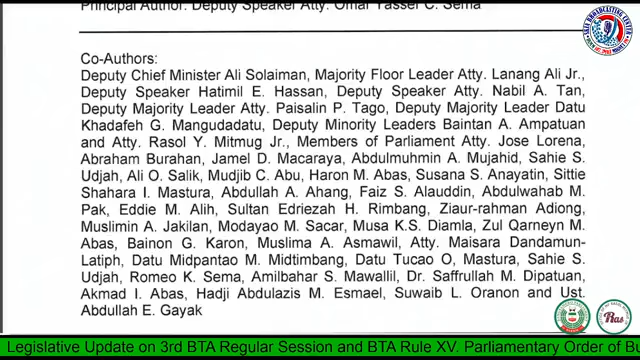 Principal Author: Deputy Speaker Atty. Omar Yasser C. Sema
Co-Authors:
Deputy Chief Minister Ali Solaiman, Majority Floor Leader Atty. Lanang Ali Jr.,
Deputy Speaker Hatimil E. Hassan, Deputy Speaker Atty. Nabil A. Tan,
Deputy Majority Leader Atty. Paisalin P. Tago, Deputy Majority Leader Datu
Khadafeh G. Mangudadatu, Deputy Minority Leaders Baintan A. Ampatuan
and Atty. Rasol Y. Mitmug Jr., Members of Parliament Atty. Jose Lorena,
Abraham Burahan, Jamel D. Macaraya, Abdulmuhmin A. Mujahid, Sahie S.
Udjah, Ali O. Salik, Mudjib C. Abu, Haron M. Abas, Susana S. Anayatin, Sittie
Shahara I. Mastura, Abdullah A. Ahang, Faiz S. Alauddin, Abdulwahab M.
Pak, Eddie M. Alih, Sultan Edriezah H. Rimbang, Ziaur-rahman Adiong,
Muslimin A. Jakilan, Modayao M. Sacar, Musa K.S. Diamla, Zul Qarneyn M.
Abas, Bainon G. Karon, Muslima A. Asmawil, Atty. Maisara Dandamun-
Latiph, Datu Midpantao M. Midtimbang, Datu Tucao O, Mastura, Sahie S.
Udjah, Romeo K. Sema, Amilbahar S. Mawallil, Dr. Saffrullah M. Dipatuan,
Akmad I. Abas, Hadji Abdulazis M. Esmael, Suwaib L. Oranon and Ust.
Abdullah E. Gayak
Legislative Update on 3rd BTA Regular Session and BTA Rule XV. Parliamentary Order of Bu